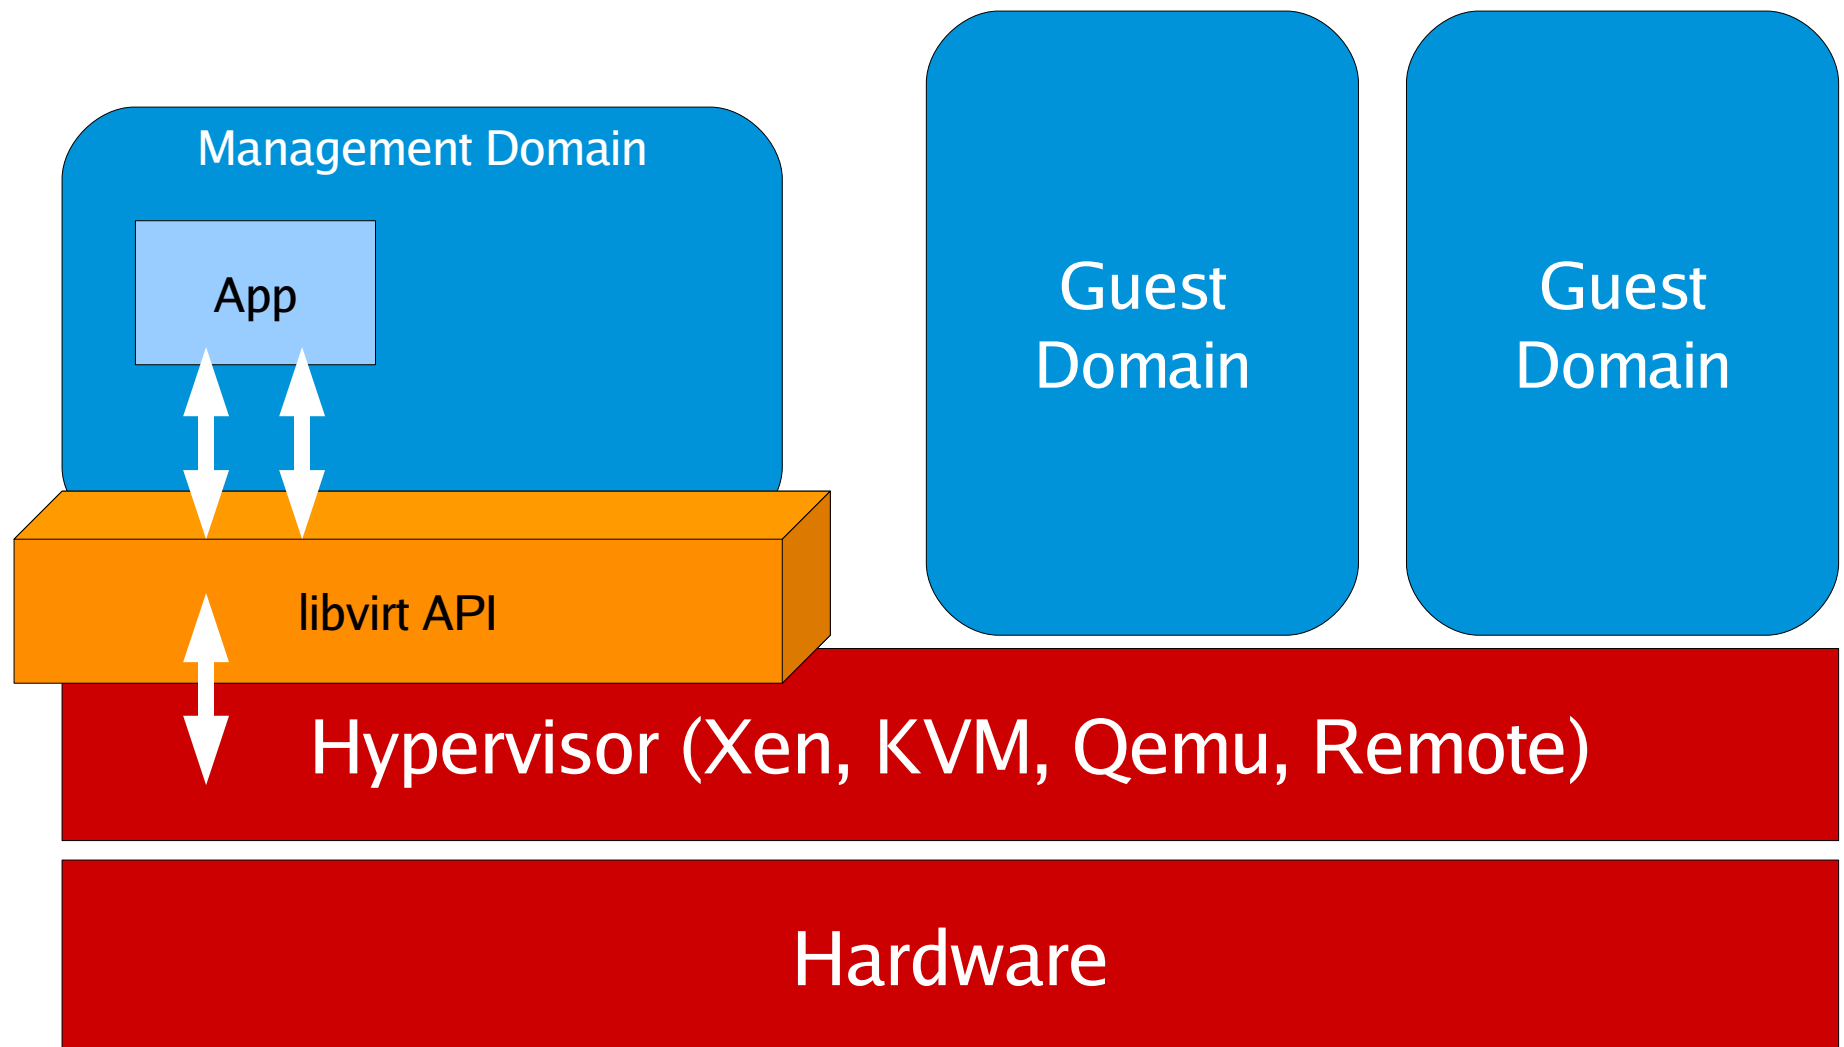 Management Domain
App
Guest
Domain
Guest
Domain
libvirt API
Hypervisor (Xen, KVM, Qemu, Remote)
Hardware